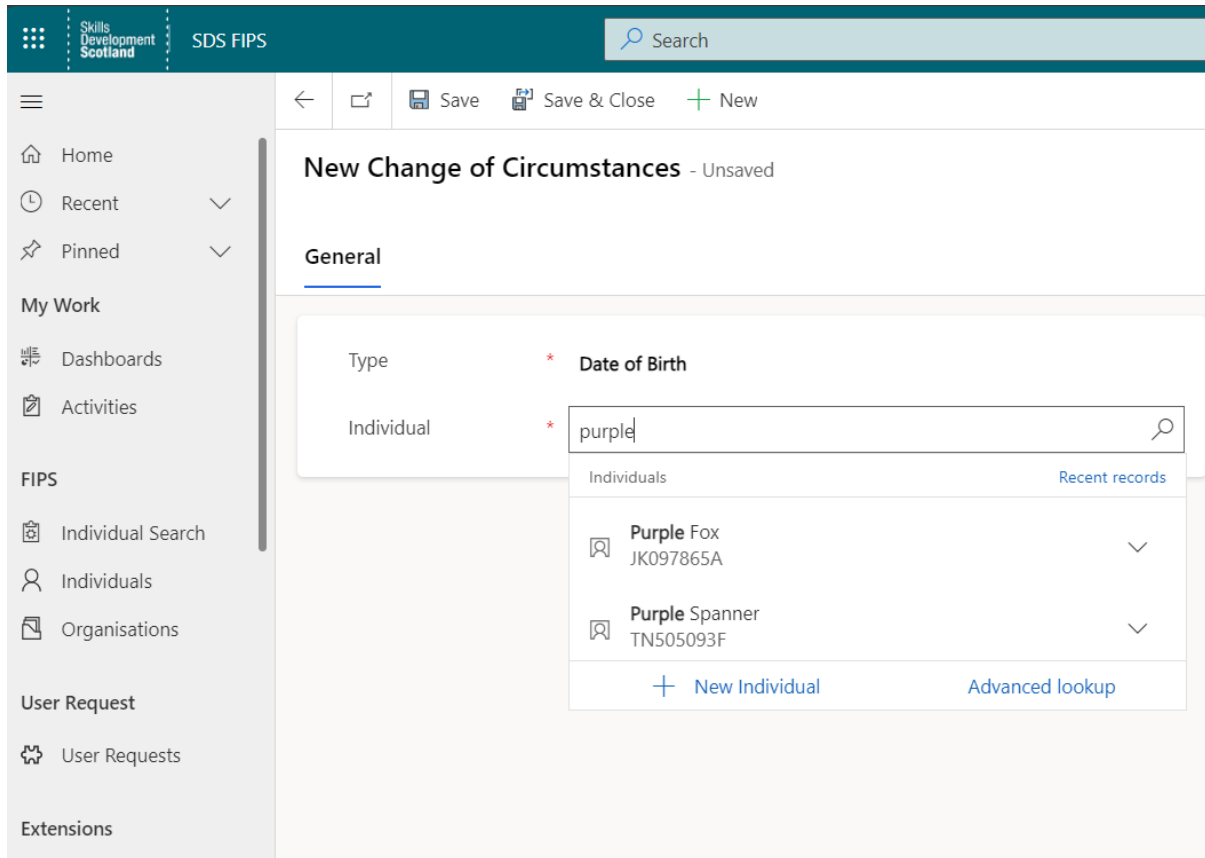 Skills
Development
Scotland
SDS FIPS
Search
Save
Save & Close
New
Home
Recent
Pinned
My Work
Dashboards
Activities
FIPS
Individual Search
Individuals
Organisations
User Request
User Requests
Extensions
New Change of Circumstances - Unsaved
General
Type * Date of Birth
Individual * purple
Individuals Recent records
Purple Fox
JK097865A
Purple Spanner
TN505093F
New Individual Advanced lookup